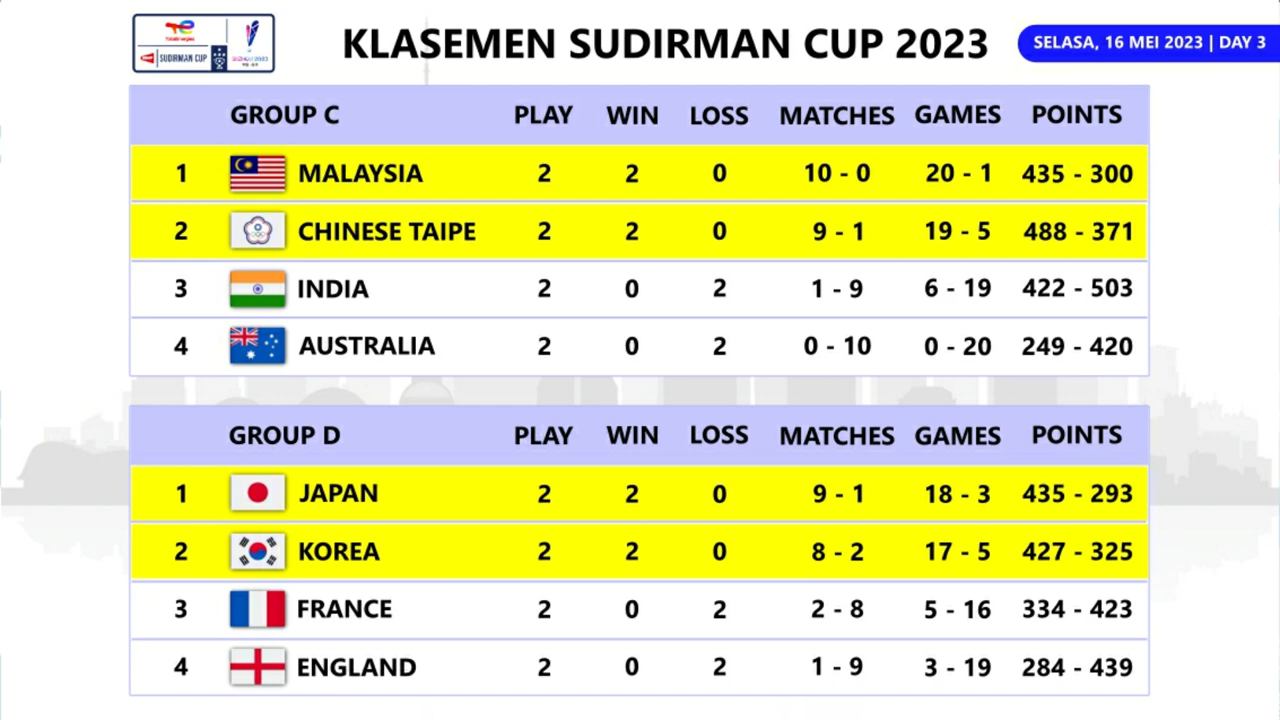 TotalEnergies
SUDIRMAN CUP
KLASEMEN SUDIRMAN CUP 2023
SELASA, 16 MEI 2023 | DAY 3
GROUP C PLAY WIN LOSS MATCHES GAMES POINTS
1 MALAYSIA 2 2 0 10 - 0 20 - 1 435 - 300
2 CHINESE TAIPE 2 2 0 9 - 1 19 - 5 488 - 371
3 INDIA 2 0 2 1 - 9 6 - 19 422 - 503
4 AUSTRALIA 2 0 2 0 - 10 0 - 20 249 - 420
GROUP D PLAY WIN LOSS MATCHES GAMES POINTS
1 JAPAN 2 2 0 9 - 1 18 - 3 435 - 293
2 KOREA 2 2 0 8 - 2 17 - 5 427 - 325
3 FRANCE 2 0 2 2 - 8 5 - 16 334 - 423
4 ENGLAND 2 0 2 1 - 9 3 - 19 284 - 439